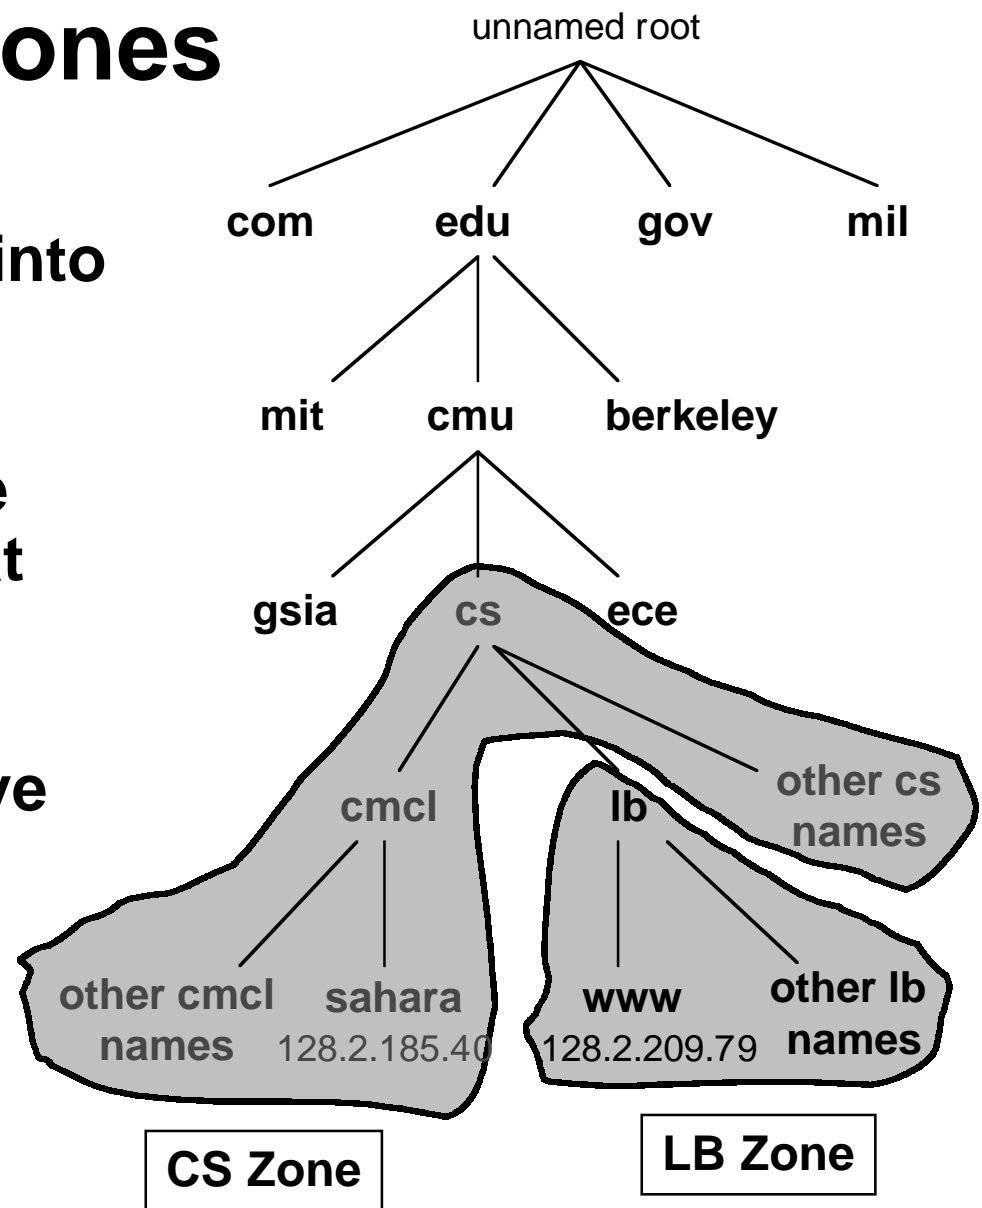 ones
unnamed root
com edu gov mil
into
mit cmu berkeley
gsia cs ece
cmcl lb
other cs
names
other cmcl
names
sahara
128.2.185.40
www
128.2.209.79
other lb
names
CS Zone
LB Zone